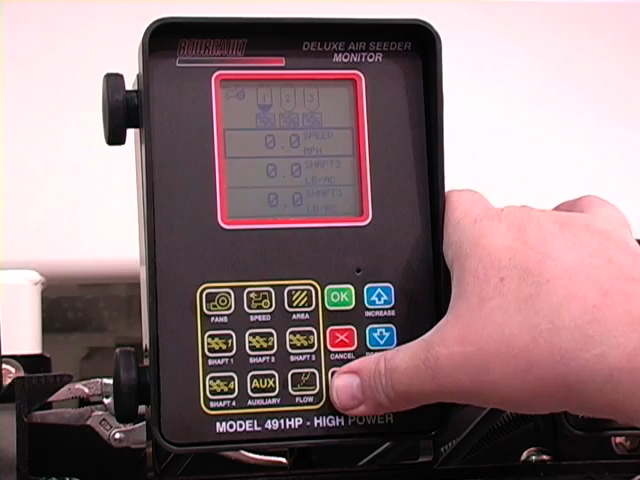 BOURGAULT
DELUXE AIR SEEDER
MONITOR
1 2 3
0.0 SPEED
MPH
0.0 SHAFT2
LB/AC
0.0 SHAFT3
LB/AC
OK
FANS SPEED AREA INCREASE
1 2 3
SHAFT 1 SHAFT 2 SHAFT 3 CANCEL
4 AUX
SHAFT 4 AUXILIARY FLOW
MODEL 491HP - HIGH POWER